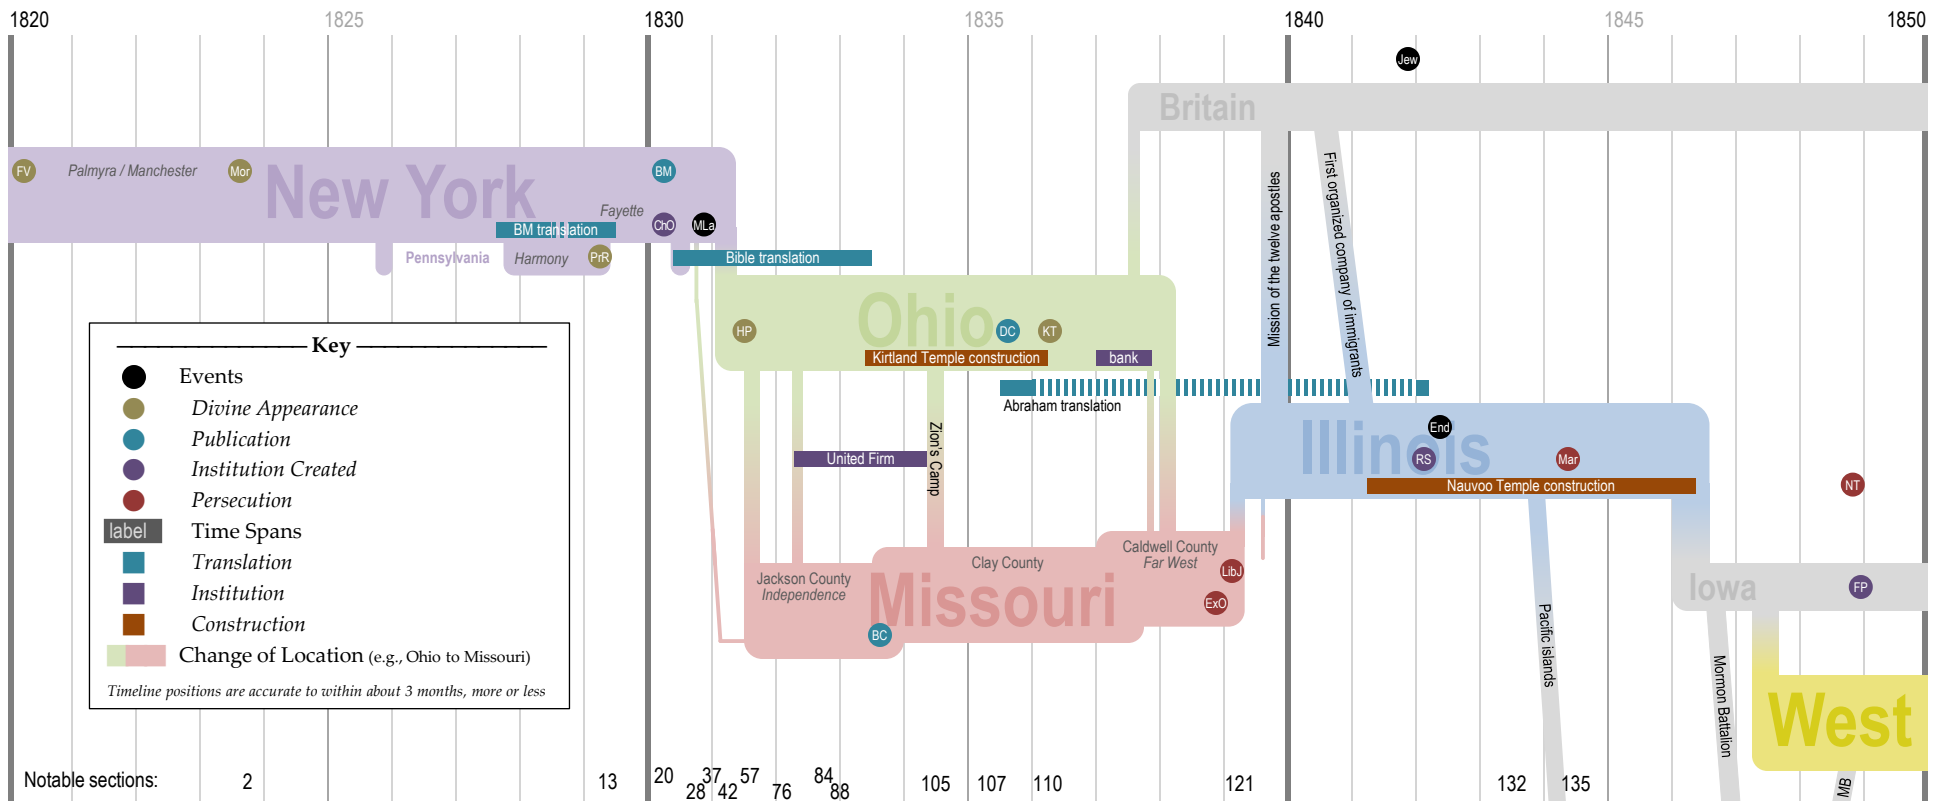 1820 1825 1830 1835 1840 1845 1850
Jew
Britain
FV Palmyra / Manchester Mor New York BM
Fayette
BM translation ChO MLa
Pennsylvania Harmony PrR Bible translation
Mission of the twelve apostles
First organized company of immigrants
HP Ohio DC KT
Kirtland Temple construction bank
Abraham translation
Key
Events
Divine Appearance
Publication
Institution Created
Persecution
label Time Spans
Translation
Institution
Construction
Change of Location (e.g., Ohio to Missouri)
Timeline positions are accurate to within about 3 months, more or less
Zion's Camp
United Firm
Illinois End
RS Mar
Nauvoo Temple construction
NT
Jackson County
Independence
Clay County
Caldwell County
Far West
Missouri
LibJ
ExO
BC
Iowa FP
Pacific islands
Mormon Battalion
West
MB
Notable sections: 2 13 20 28 37 42 57 76 84 88 105 107 110 121 132 135